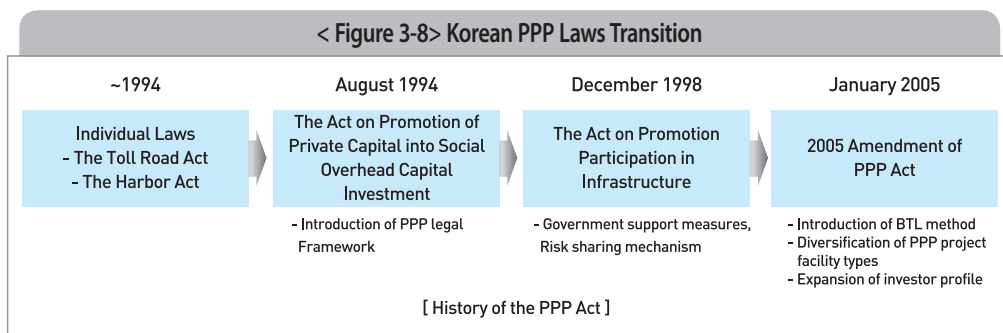 < Figure 3-8> Korean PPP Laws Transition
~1994
Individual Laws
- The Toll Road Act
- The Harbor Act
August 1994
The Act on Promotion of
Private Capital into Social
Overhead Capital
Investment
- Introduction of PPP legal
Framework
December 1998
The Act on Promotion
Participation in
Infrastructure
- Government support measures,
Risk sharing mechanism
January 2005
2005 Amendment of
PPP Act
- Introduction of BTL method
- Diversification of PPP project
facility types
- Expansion of investor profile
[ History of the PPP Act ]